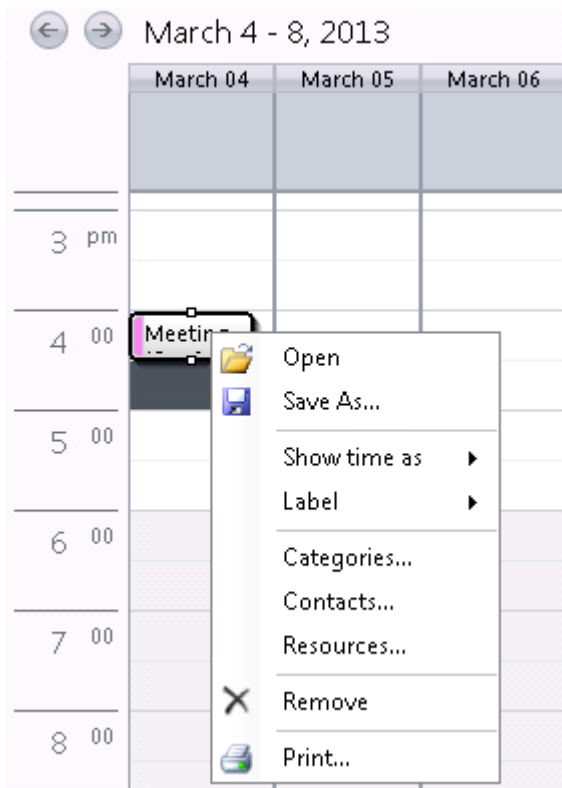 March 4 - 8, 2013
March 04 March 05 March 06
3 pm
4 00
5 00
6 00
7 00
8 00
Open
Save As...
Show time as
Label
Categories...
Contacts...
Resources...
Remove
Print...